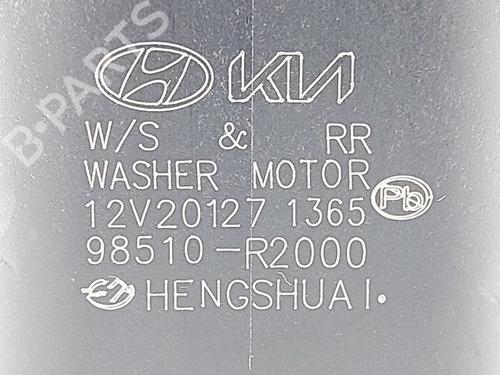 KIA
W/S & RR
WASHER MOTOR
12V20127 1365
Pb
98510-R2000
HENGSHUAI.
B-PARTS